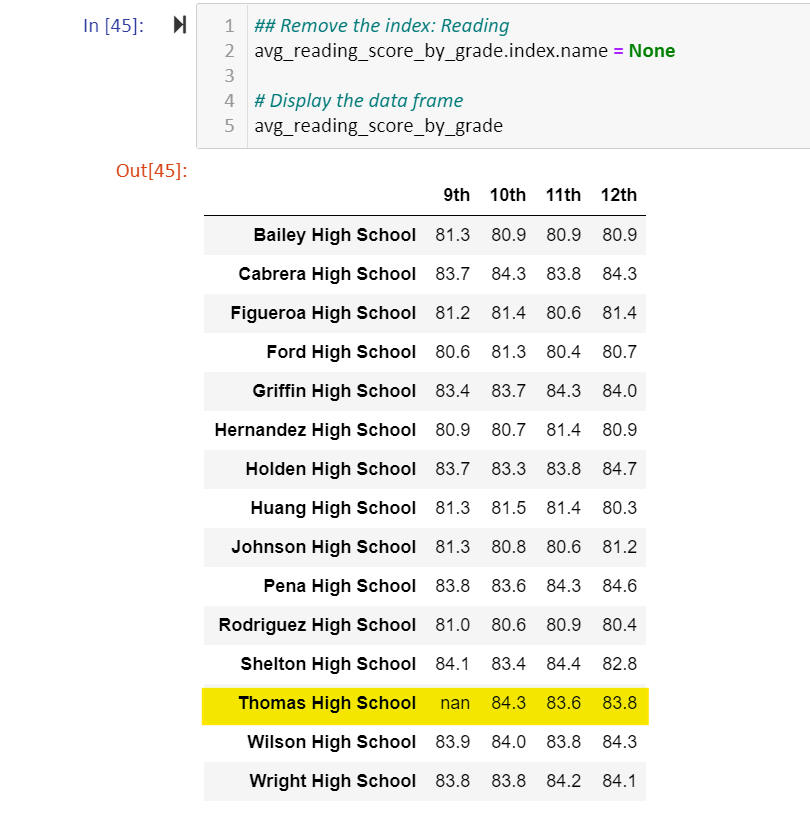 In [45]:
1 ## Remove the index: Reading
2 avg_reading_score_by_grade.index.name = None
3
4 # Display the data frame
5 avg_reading_score_by_grade
Out[45]:
9th 10th 11th 12th
Bailey High School 81.3 80.9 80.9 80.9
Cabrera High School 83.7 84.3 83.8 84.3
Figueroa High School 81.2 81.4 80.6 81.4
Ford High School 80.6 81.3 80.4 80.7
Griffin High School 83.4 83.7 84.3 84.0
Hernandez High School 80.9 80.7 81.4 80.9
Holden High School 83.7 83.3 83.8 84.7
Huang High School 81.3 81.5 81.4 80.3
Johnson High School 81.3 80.8 80.6 81.2
Pena High School 83.8 83.6 84.3 84.6
Rodriguez High School 81.0 80.6 80.9 80.4
Shelton High School 84.1 83.4 84.4 82.8
Thomas High School nan 84.3 83.6 83.8
Wilson High School 83.9 84.0 83.8 84.3
Wright High School 83.8 83.8 84.2 84.1